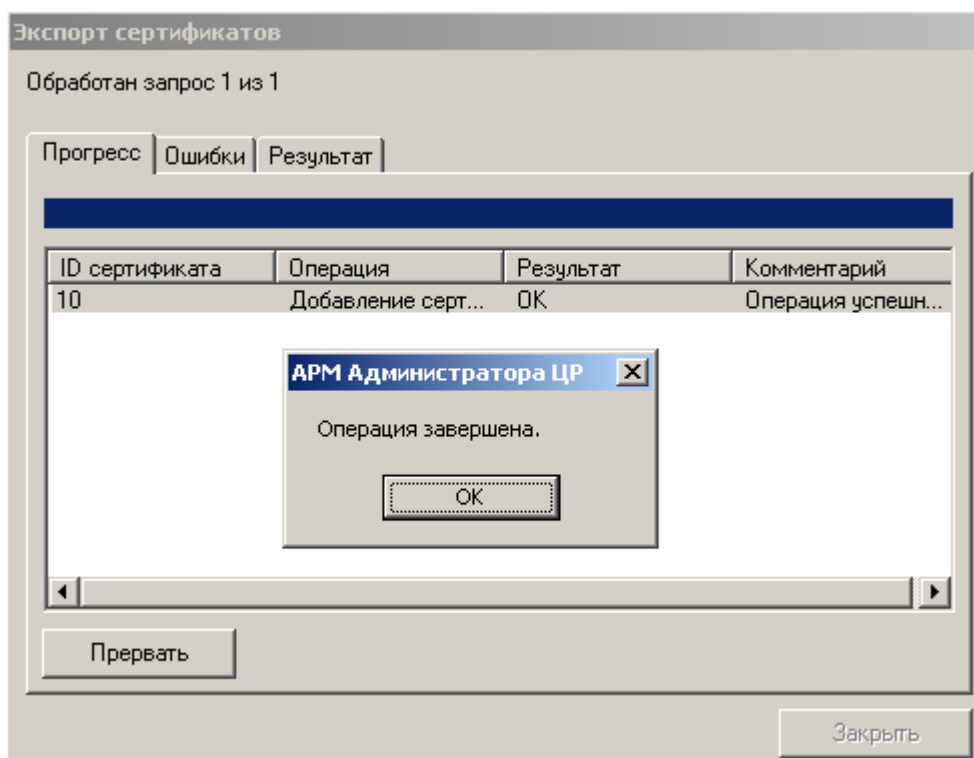 Экспорт сертификатов
Обработан запрос 1 из 1
Прогресс Ошибки Результат
ID сертификата Операция Результат Комментарий
10 Добавление серт... OK Операция успешн...
АРМ Администратора ЦР
Операция завершена.
OK
Прервать
Закрыть